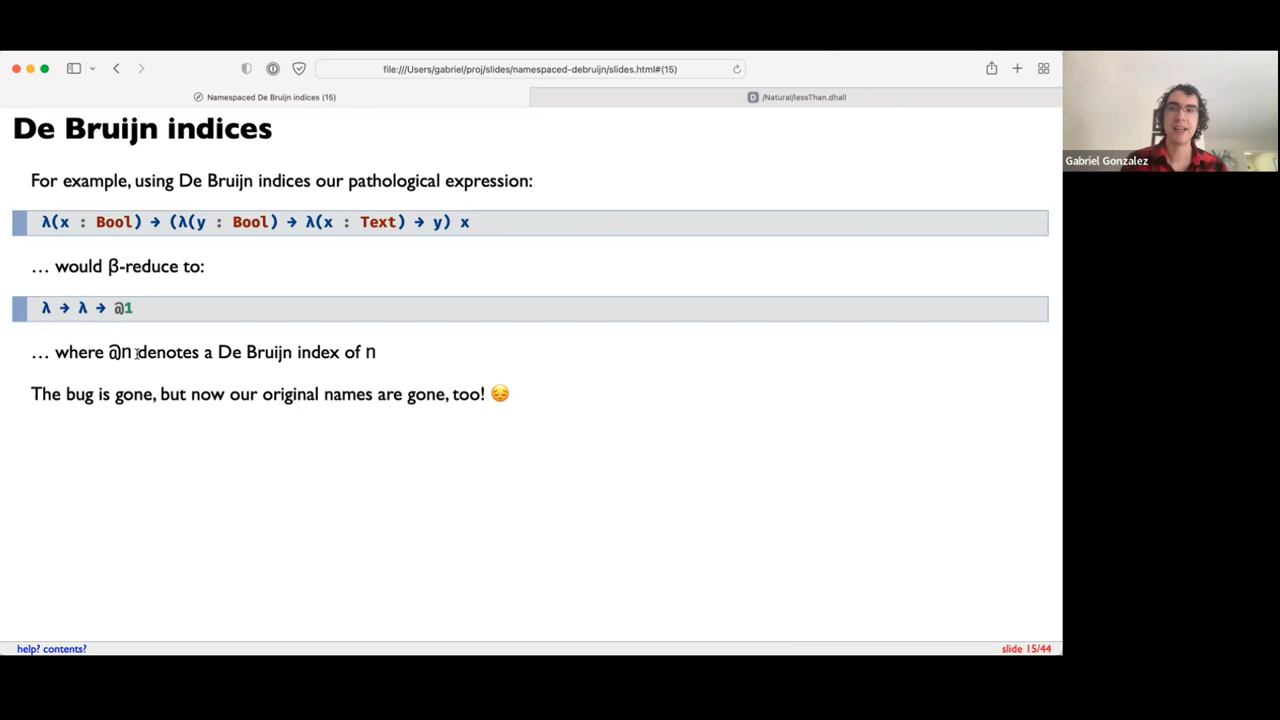 file:///Users/gabriel/proj/slides/namespaced-debruijn/slides.html#(15)
Namespaced De Bruijn indices (15)
/Natural/lessThan.dhall
Gabriel Gonzalez
De Bruijn indices
For example, using De Bruijn indices our pathological expression:
λ(x : Bool) → (λ(y : Bool) → λ(x : Text) → y) x
… would β-reduce to:
λ → λ → @1
… where @n denotes a De Bruijn index of n
The bug is gone, but now our original names are gone, too! 😔
help? contents?
slide 15/44